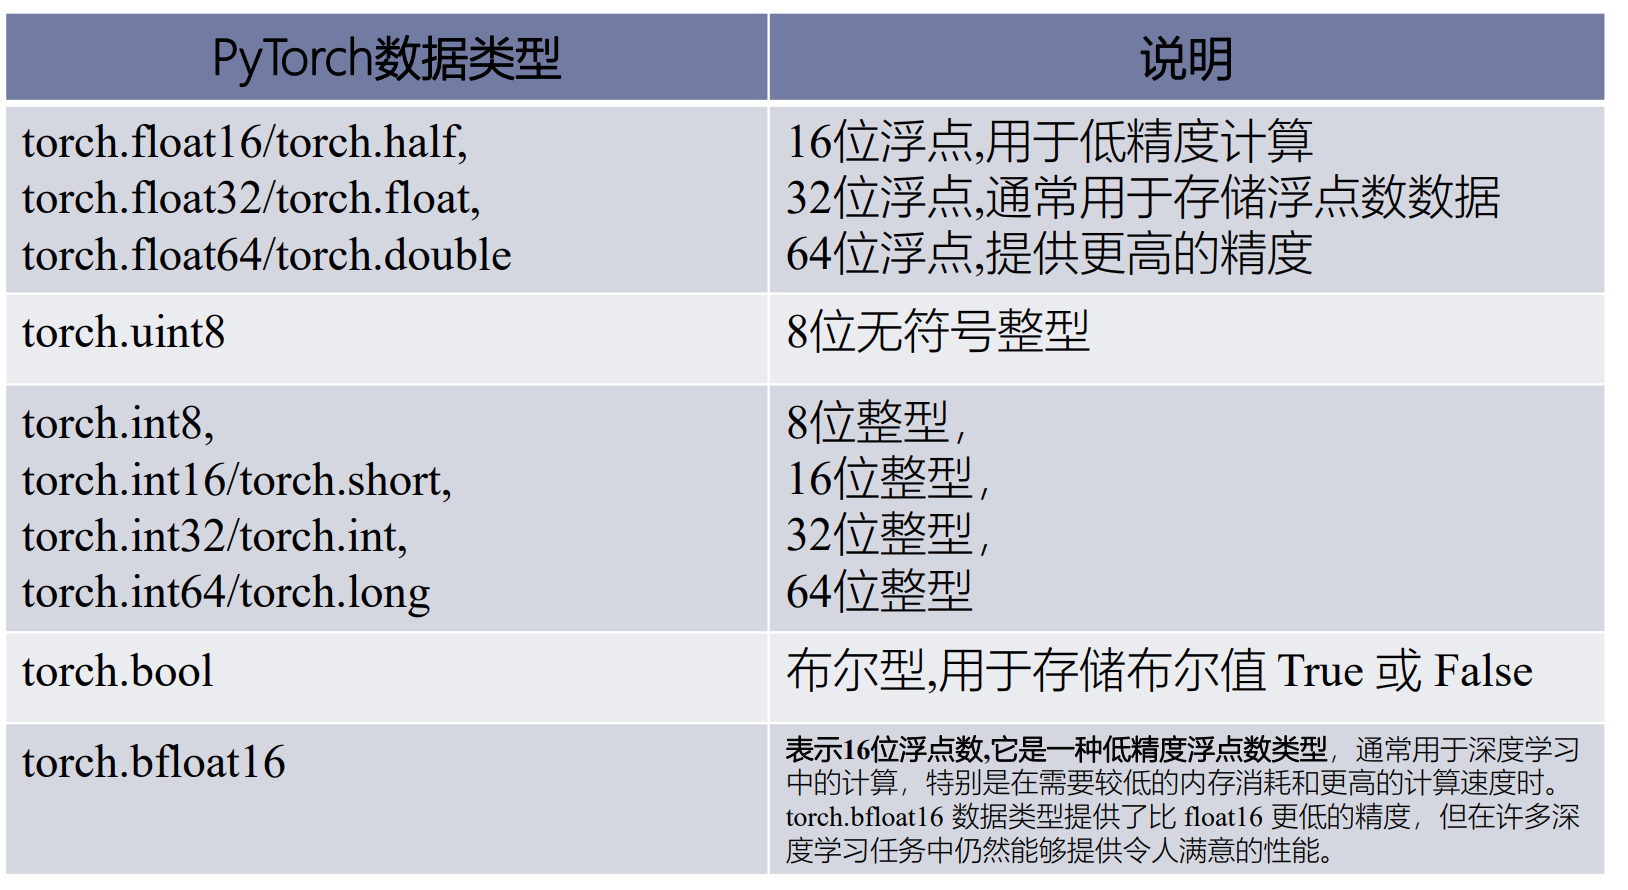 PyTorch数据类型
说明
torch.float16/torch.half,
torch.float32/torch.float,
torch.float64/torch.double
16位浮点,用于低精度计算
32位浮点,通常用于存储浮点数数据
64位浮点,提供更高的精度
torch.uint8
8位无符号整型
torch.int8,
torch.int16/torch.short,
torch.int32/torch.int,
torch.int64/torch.long
8位整型，
16位整型，
32位整型，
64位整型
torch.bool
布尔型,用于存储布尔值 True 或 False
torch.bfloat16
表示16位浮点数,它是一种低精度浮点数类型，通常用于深度学习
中的计算，特别是在需要较低的内存消耗和更高的计算速度时。
torch.bfloat16 数据类型提供了比 float16 更低的精度，但在许多深
度学习任务中仍然能够提供令人满意的性能。